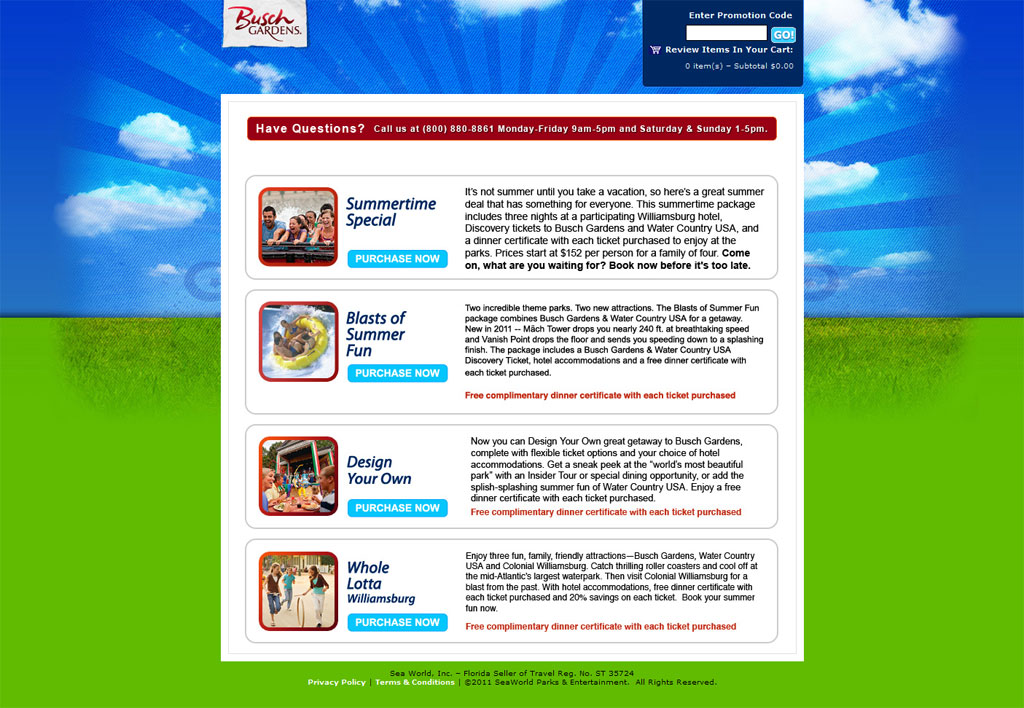 Busch
GARDENS.
Enter Promotion Code
GO!
Review Items In Your Cart:
0 item(s) – Subtotal $0.00
Have Questions? Call us at (800) 880-8861 Monday-Friday 9am-5pm and Saturday & Sunday 1-5pm.
Summertime
Special
PURCHASE NOW
It's not summer until you take a vacation, so here's a great summer
deal that has something for everyone. This summertime package
includes three nights at a participating Williamsburg hotel,
Discovery tickets to Busch Gardens and Water Country USA, and
a dinner certificate with each ticket purchased to enjoy at the
parks. Prices start at $152 per person for a family of four. Come
on, what are you waiting for? Book now before it's too late.
Blasts of
Summer
Fun
PURCHASE NOW
Two incredible theme parks. Two new attractions. The Blasts of Summer Fun
package combines Busch Gardens & Water Country USA for a getaway.
New in 2011 -- Mäch Tower drops you nearly 240 ft. at breathtaking speed
and Vanish Point drops the floor and sends you speeding down to a splashing
finish. The package includes a Busch Gardens & Water Country USA
Discovery Ticket, hotel accommodations and a free dinner certificate with
each ticket purchased.
Free complimentary dinner certificate with each ticket purchased
Design
Your Own
PURCHASE NOW
Now you can Design Your Own great getaway to Busch Gardens,
complete with flexible ticket options and your choice of hotel
accommodations. Get a sneak peek at the "world's most beautiful
park" with an Insider Tour or special dining opportunity, or add the
splish-splashing summer fun of Water Country USA. Enjoy a free
dinner certificate with each ticket purchased.
Free complimentary dinner certificate with each ticket purchased
Whole
Lotta
Williamsburg
PURCHASE NOW
Enjoy three fun, family, friendly attractions—Busch Gardens, Water Country
USA and Colonial Williamsburg. Catch thrilling roller coasters and cool off at
the mid-Atlantic's largest waterpark. Then visit Colonial Williamsburg for a
blast from the past. With hotel accommodations, free dinner certificate with
each ticket purchased and 20% savings on each ticket. Book your summer
fun now.
Free complimentary dinner certificate with each ticket purchased
Sea World, Inc. – Florida Seller of Travel Reg. No. ST 35724
Privacy Policy | Terms & Conditions | ©2011 SeaWorld Parks & Entertainment. All Rights Reserved.